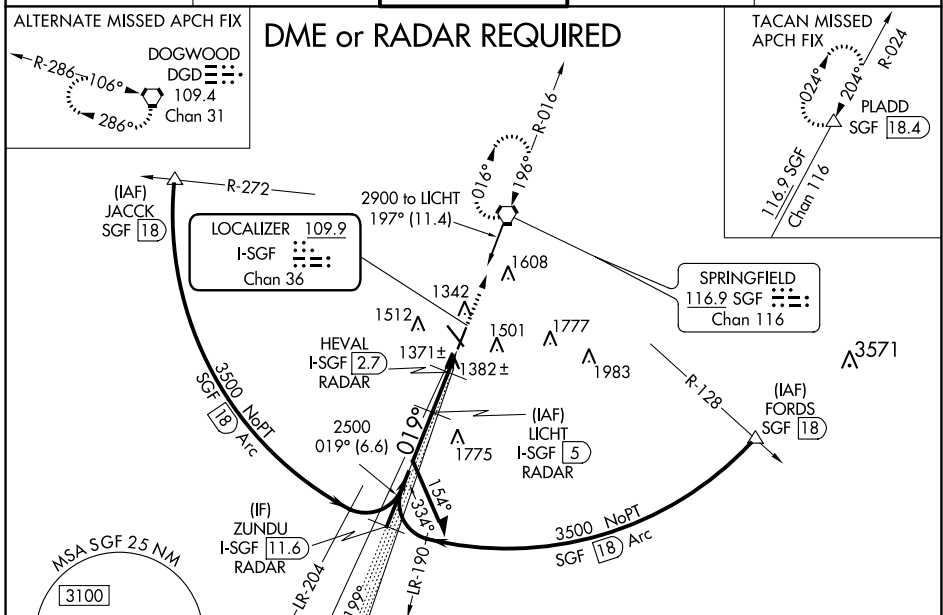 ALTERNATE MISSED APCH FIX
DOGWOOD
DGD
109.4
Chan 31
R-286
106°
286°
DME or RADAR REQUIRED
TACAN MISSED
APCH FIX
R-024
024°
204°
PLADD
SGF 18.4
116.9 SGF
Chan 116
R-016
016°
196°
(IAF)
JACCK
SGF 18
R-272
2900 to LICHT
197° (11.4)
LOCALIZER 109.9
I-SGF
Chan 36
1608
1342
1512
SPRINGFIELD
116.9 SGF
Chan 116
HEVAL
I-SGF 2.7
RADAR
1371±
1382±
1501
1777
1983
3571
R-128
(IAF)
FORDS
SGF 18
3500 NoPT
SGF 18 Arc
2500
019° (6.6)
019°
1775
(IAF)
LICHT
I-SGF 5
RADAR
154°
334°
3500 NoPT
SGF 18 Arc
(IF)
ZUNDU
I-SGF 11.6
RADAR
LR-204
199°
LR-190
MSA SGF 25 NM
3100